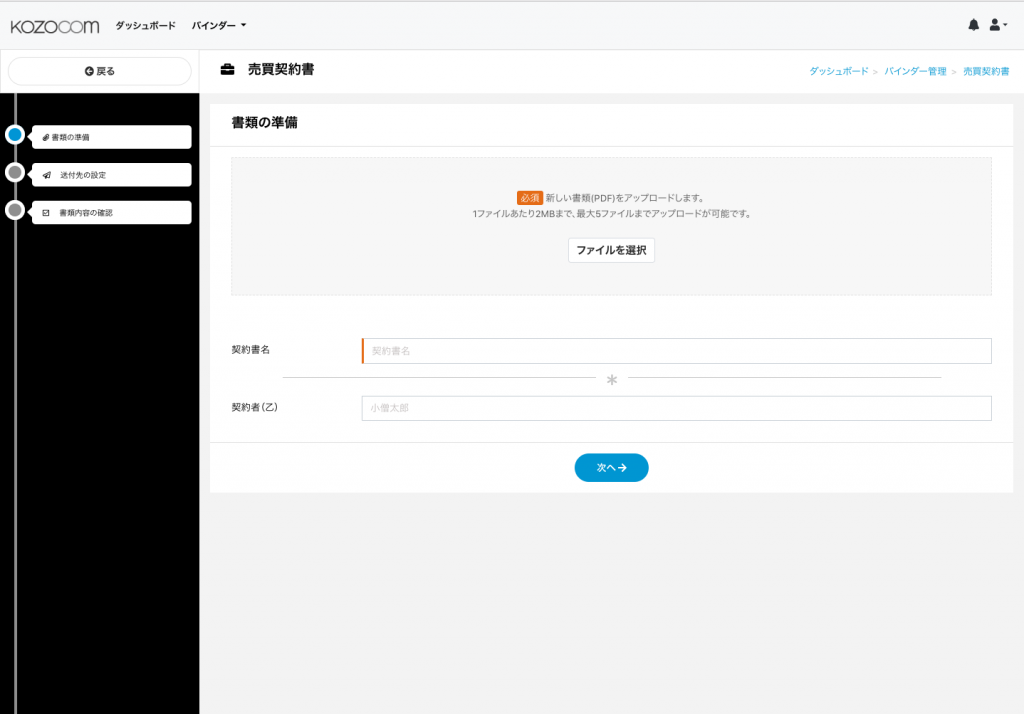 KOZOCOM ダッシュボード バインダー
戻る
売買契約書
ダッシュボード > バインダー管理 > 売買契約書
書類の準備
送付先の設定
書類内容の確認
書類の準備
必須 新しい書類(PDF)をアップロードします。
1ファイルあたり2MBまで、最大5ファイルまでアップロードが可能です。
ファイルを選択
契約書名 契約書名
契約者(乙) 小僧太郎
次へ